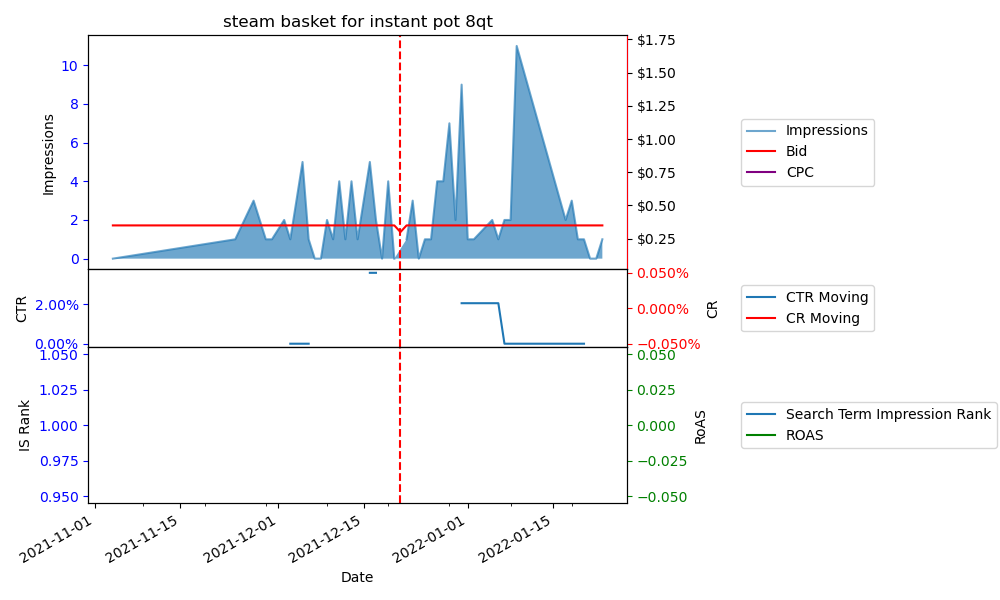 steam basket for instant pot 8qt
Impressions
10
8
6
4
2
0
$1.75
$1.50
$1.25
$1.00
$0.75
$0.50
$0.25
Impressions
Bid
CPC
CTR
2.00%
0.00%
0.050%
0.000%
−0.050%
CR
CTR Moving
CR Moving
IS Rank
1.050
1.025
1.000
0.975
0.950
0.050
0.025
0.000
−0.025
−0.050
RoAS
Search Term Impression Rank
ROAS
2021-11-01
2021-11-15
2021-12-01
2021-12-15
2022-01-01
2022-01-15
Date